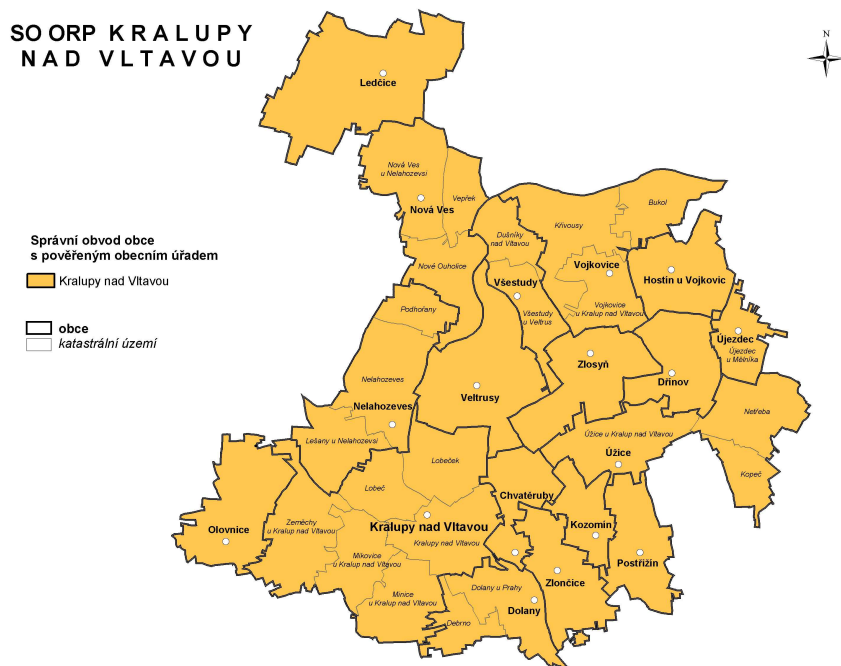 SO ORP KRALUPY
NAD VLTAVOU
N
Ledčice
Nová Ves
u Nelahozevsi
Vepřek
Nová Ves
Bukol
Křivousy
Dušníky
nad Vltavou
Nové Ouholice
Vojkovice
Hostín u Vojkovic
Všestudy
Správní obvod obce
s pověřeným obecním úřadem
Kralupy nad Vltavou
Podhořany
Všestudy
u Veltrus
Vojkovice
u Kralup nad Vltavou
obce
katastrální území
Újezdec
Újezdec
u Mělníka
Zlosyň
Dřínov
Nelahozeves
Veltrusy
Nelahozeves
Netřeba
Lešany u Nelahozevsi
Úžice u Kralup nad Vltavou
Úžice
Lobeček
Kopeč
Lobeč
Chvatěruby
Olovnice
Zeměchy
u Kralup nad Vltavou
Kralupy nad Vltavou
Kralupy nad Vltavou
Kozomín
Mikovice
u Kralup nad Vltavou
Postřižín
Zlončice
Minice
u Kralup nad Vltavou
Dolany u Prahy
Dolany
Debrno